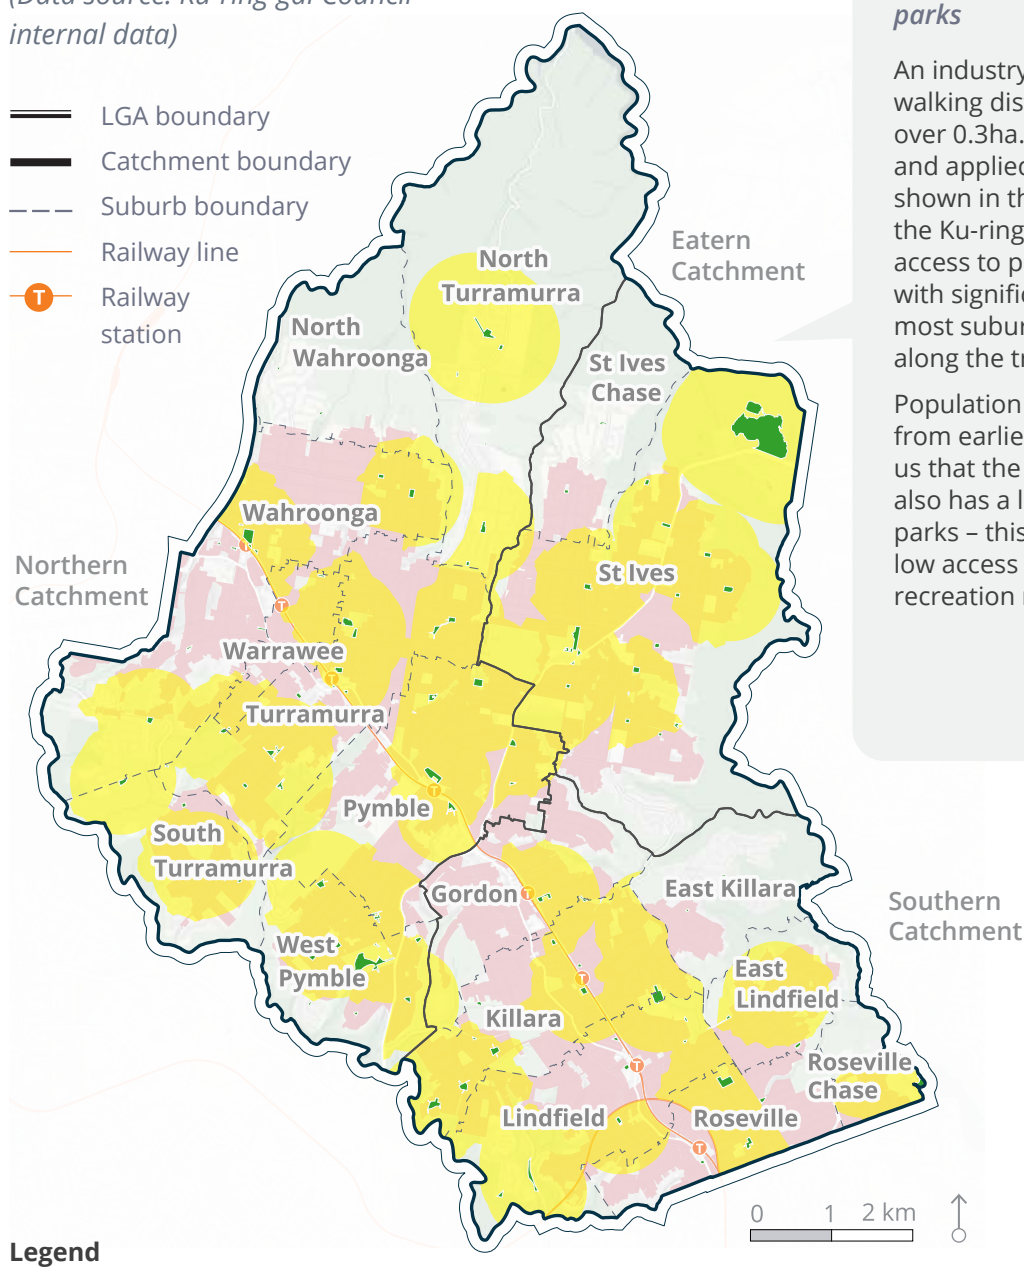 internal data)
LGA boundary
Catchment boundary
Suburb boundary
Railway line
T
Railway
station
parks
An industry
walking dis
over 0.3ha.
and applied
shown in th
the Ku-ring
access to p
with signific
most subur
along the tr
Population
from earlie
us that the
also has a l
parks – this
low access
recreation
Eatern
Catchment
North
Turramurra
North
Wahroonga
St Ives
Chase
Wahroonga
T
Northern
Catchment
St Ives
T
Warrawee
T
Turramurra
T
Pymble
South
Turramurra
Gordon
T
East Killara
Southern
Catchment
West
Pymble
East
Lindfield
T
Killara
T
Roseville
Chase
Lindfield
Roseville
T
0 1 2 km
Legend